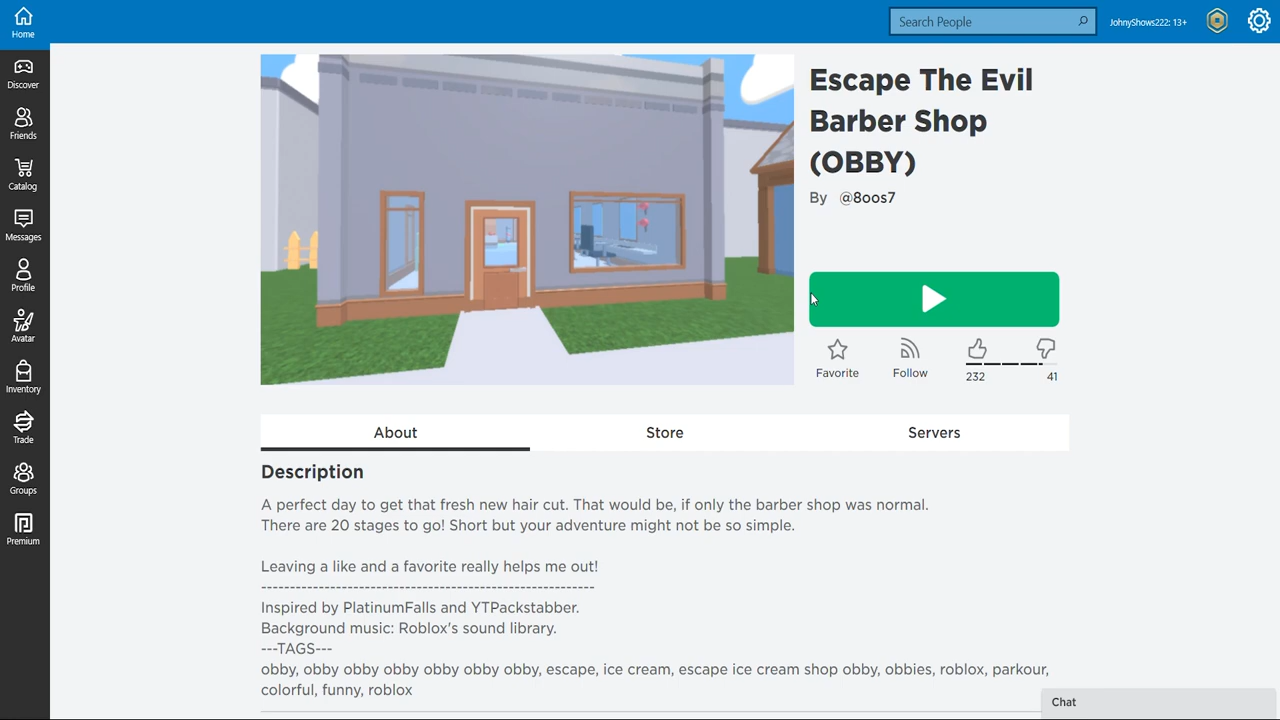 Home
Search People
JohnyShows222: 13+
Discover
Friends
Catalog
Messages
Profile
Avatar
Inventory
Trade
Groups
Premium
Escape The Evil
Barber Shop
(OBBY)
By @8oos7
Favorite
Follow
232
41
About
Store
Servers
Description
A perfect day to get that fresh new hair cut. That would be, if only the barber shop was normal.
There are 20 stages to go! Short but your adventure might not be so simple.
Leaving a like and a favorite really helps me out!
-------------------------------------------------------
Inspired by PlatinumFalls and YTPackstabber.
Background music: Roblox's sound library.
---TAGS---
obby, obby obby obby obby obby obby, escape, ice cream, escape ice cream shop obby, obbies, roblox, parkour,
colorful, funny, roblox
Chat